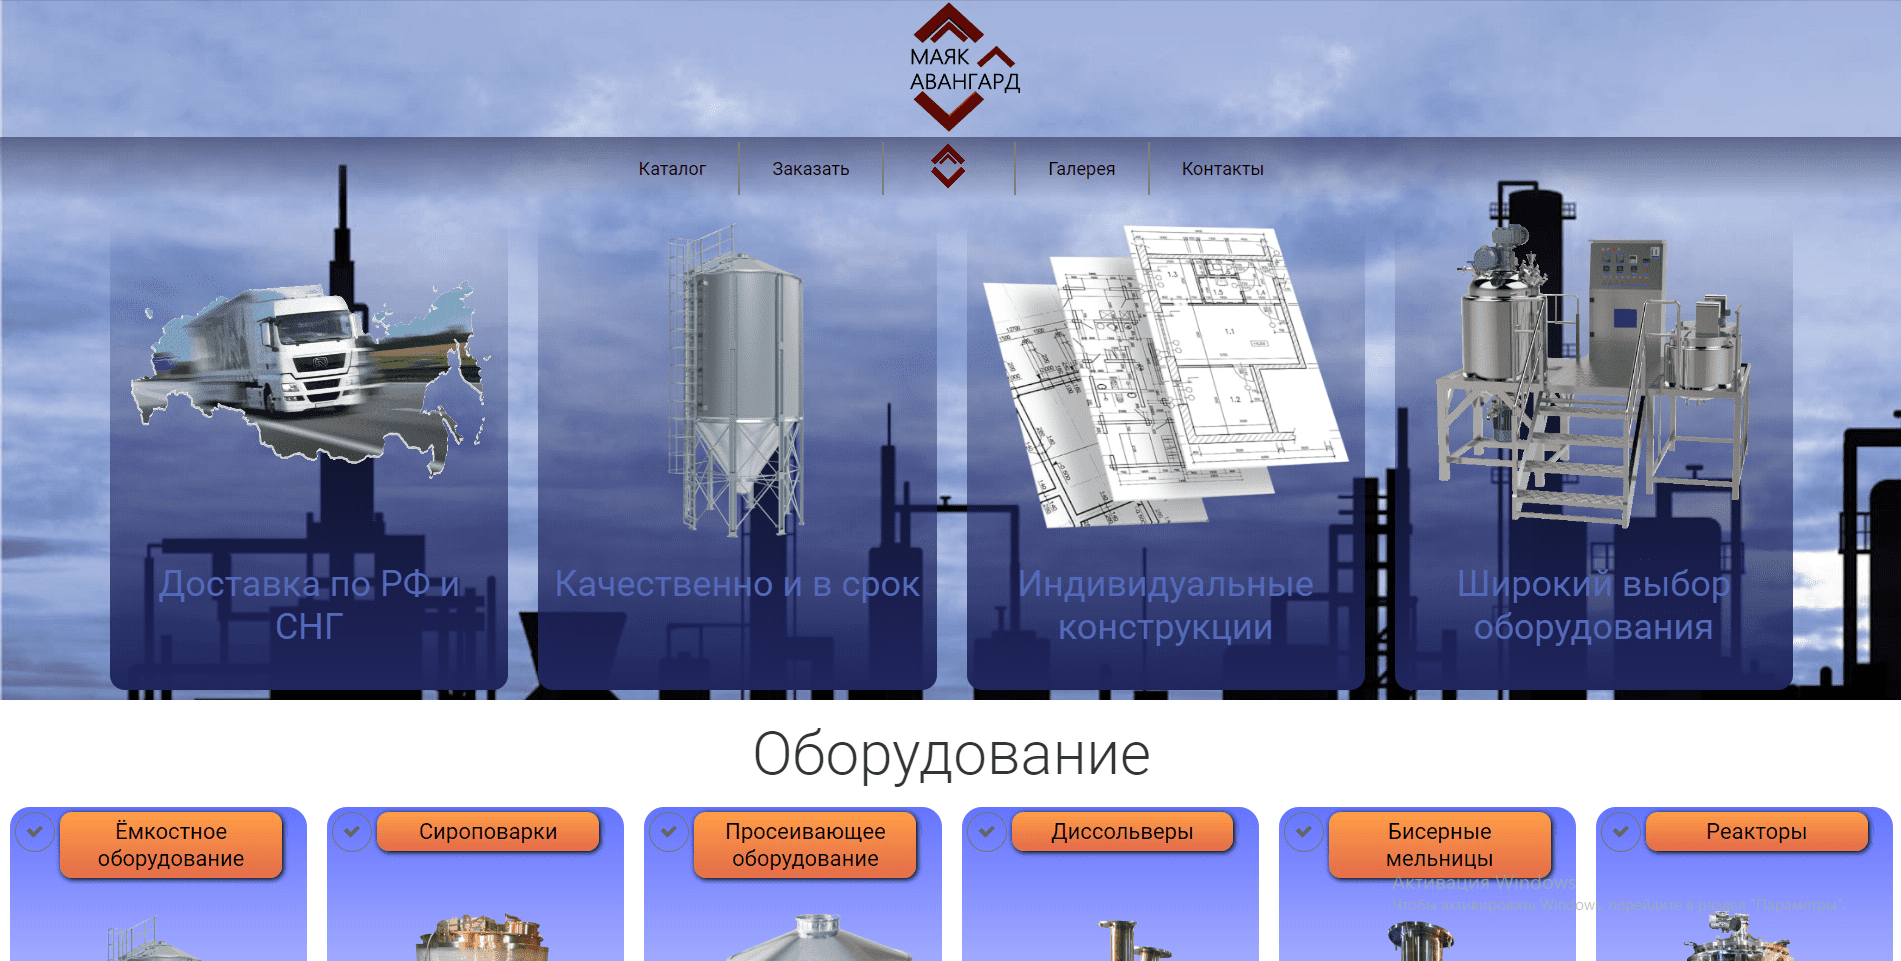 МАЯК
АВАНГАРД
Каталог
Заказать
Галерея
Контакты
Доставка по РФ и
СНГ
Качественно и в срок
Индивидуальные
конструкции
Широкий выбор
оборудования
Оборудование
Ёмкостное
оборудование
Сироповарки
Просеивающее
оборудование
Диссольверы
Бисерные
мельницы
Реакторы
Активация Windows
Чтобы активировать Windows, перейдите в раздел "Параметры".